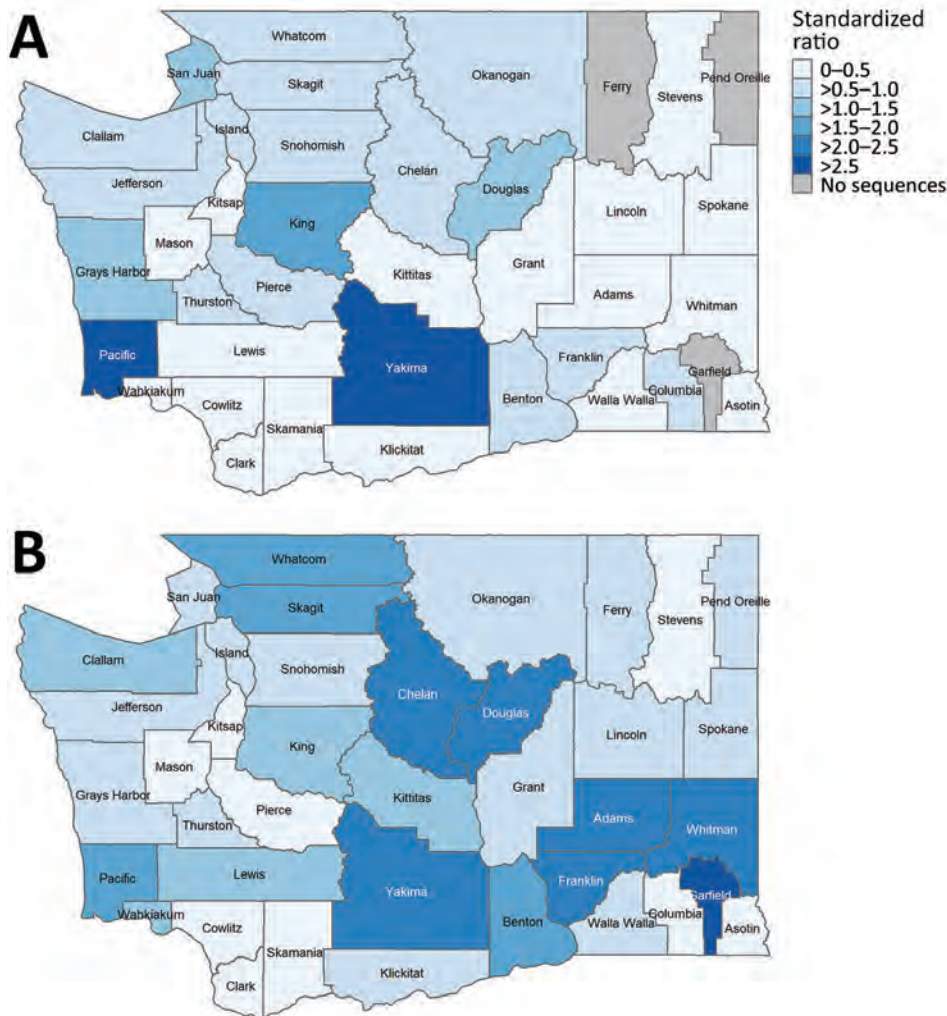 A
Standardized
ratio
0–0.5
>0.5–1.0
>1.0–1.5
>1.5–2.0
>2.0–2.5
>2.5
No sequences
Whatcom
San Juan
Skagit
Okanogan
Ferry
Stevens
Pend Oreille
Clallam
Island
Snohomish
Chelan
Douglas
Jefferson
Kitsap
King
Lincoln
Spokane
Mason
Grays Harbor
Kittitas
Grant
Pierce
Thurston
Adams
Whitman
Pacific
Lewis
Yakima
Franklin
Garfield
Wahkiakum
Benton
Walla Walla
Columbia
Asotin
Cowlitz
Skamania
Klickitat
Clark
B
Whatcom
San Juan
Skagit
Okanogan
Ferry
Stevens
Pend Oreille
Clallam
Island
Snohomish
Chelan
Douglas
Jefferson
Kitsap
King
Lincoln
Spokane
Mason
Grays Harbor
Kittitas
Grant
Pierce
Thurston
Adams
Whitman
Pacific
Lewis
Yakima
Franklin
Garfield
Wahkiakum
Benton
Walla Walla
Columbia
Asotin
Cowlitz
Skamania
Klickitat
Clark